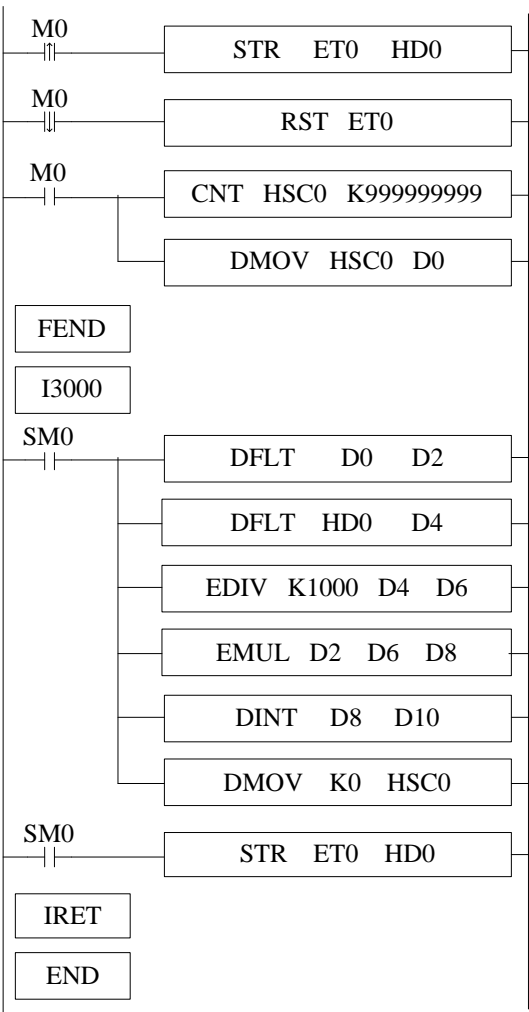 M0
STR ET0 HD0
M0
RST ET0
M0
CNT HSC0 K999999999
DMOV HSC0 D0
FEND
I3000
SM0
DFLT D0 D2
DFLT HD0 D4
EDIV K1000 D4 D6
EMUL D2 D6 D8
DINT D8 D10
DMOV K0 HSC0
SM0
STR ET0 HD0
IRET
END